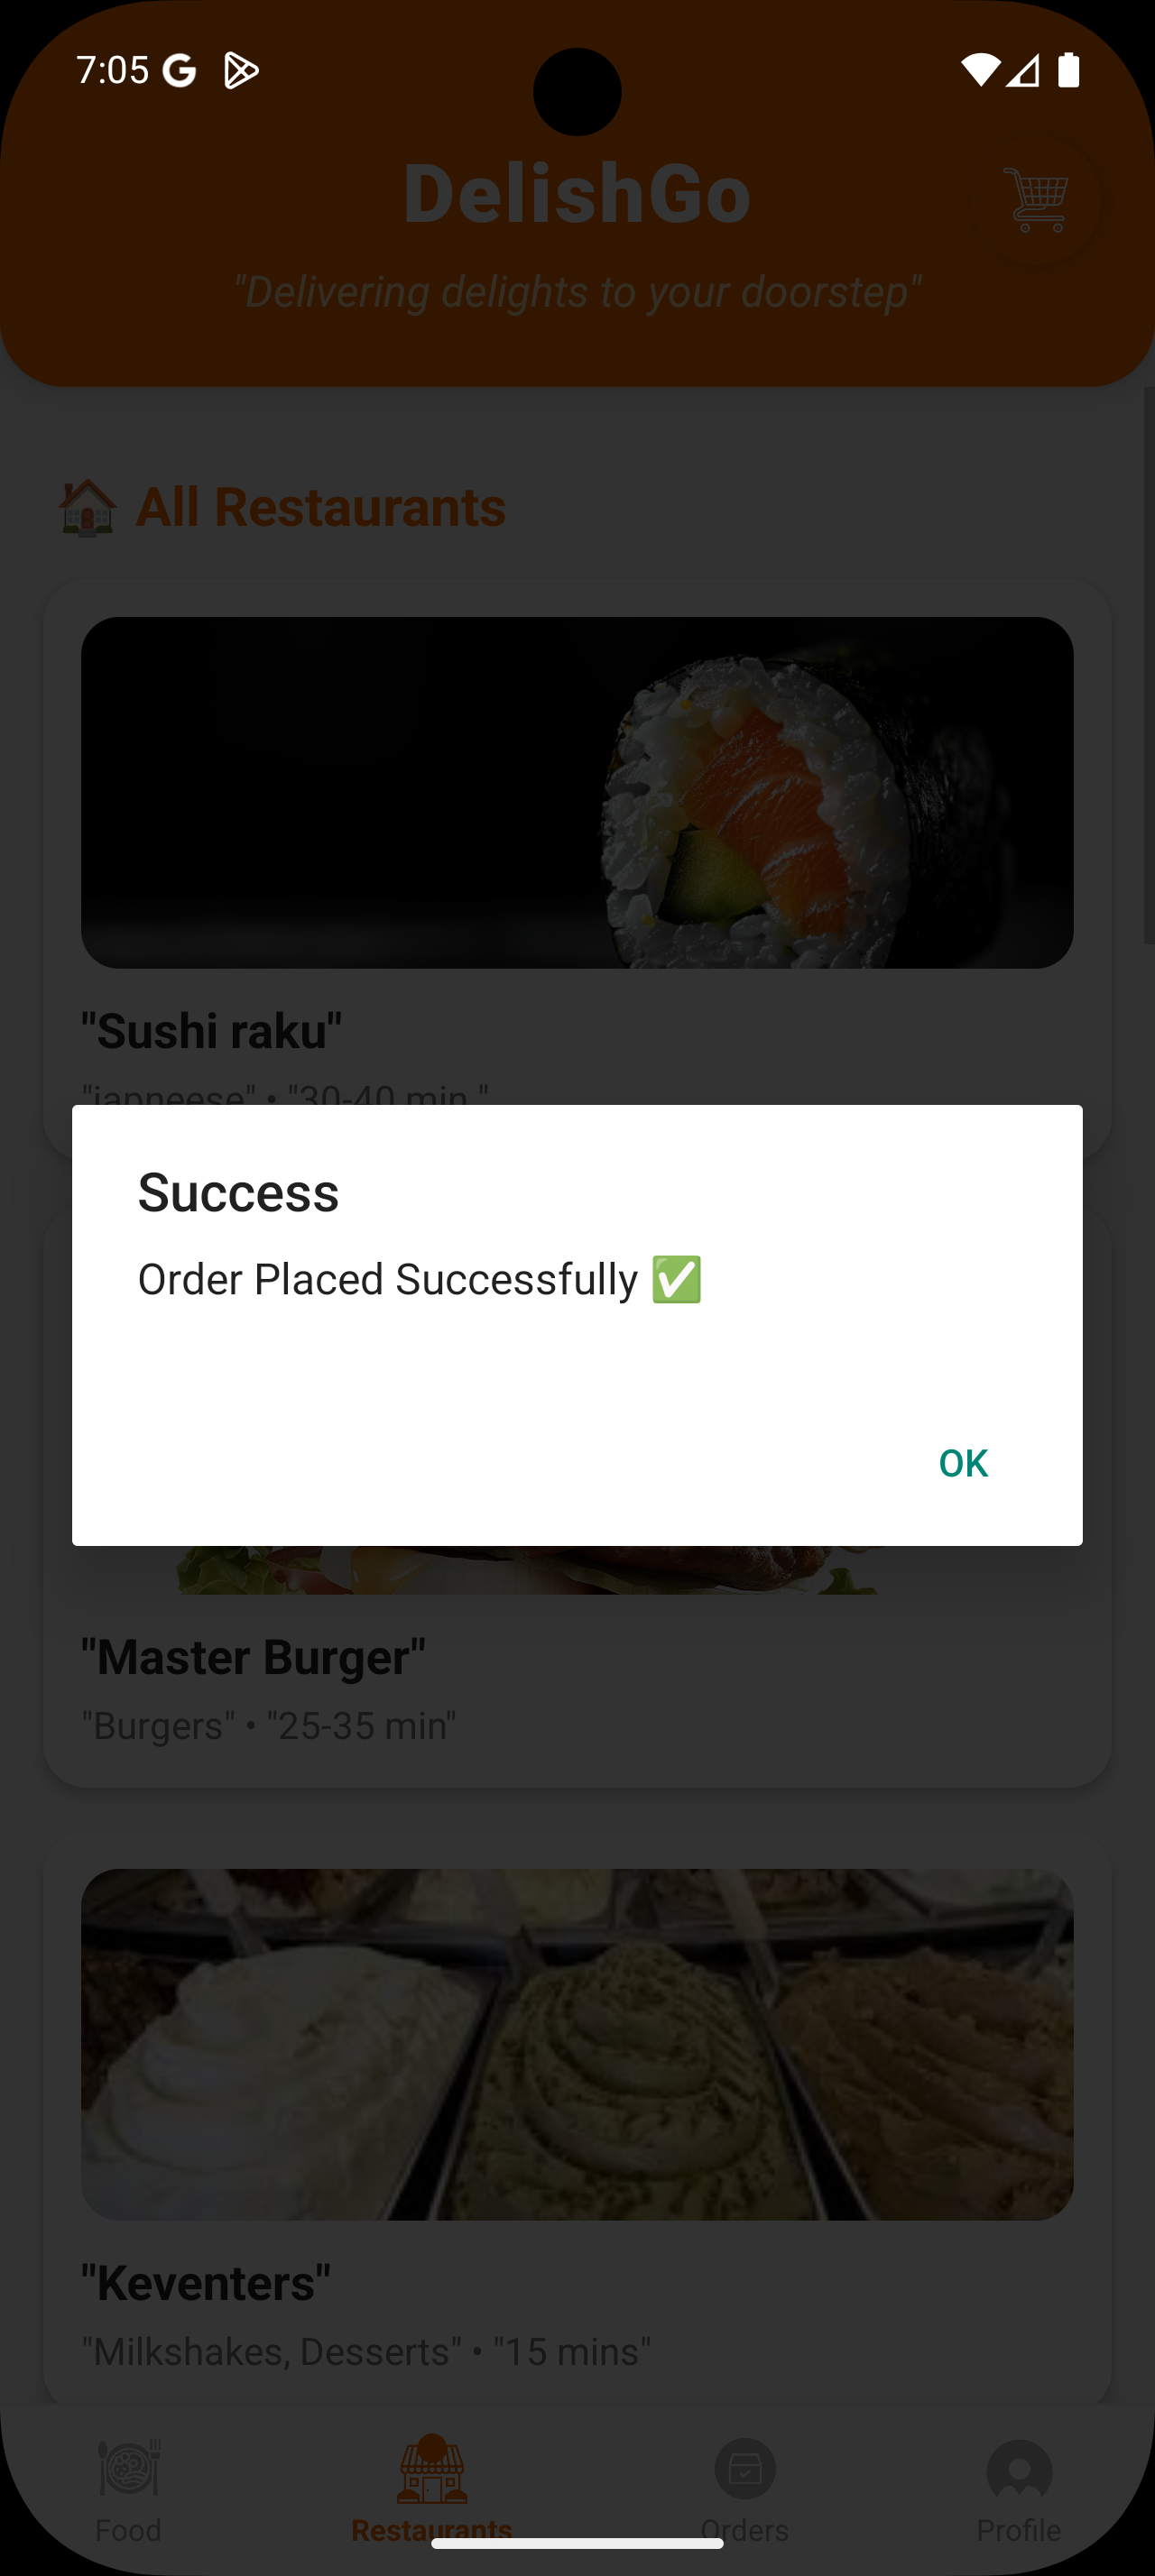 7:05
DelishGo
"Delivering delights to your doorstep"
🏠 All Restaurants
"Sushi raku"
"japneese" • "30-40 min "
Success
Order Placed Successfully ✅
OK
"Master Burger"
"Burgers" • "25-35 min"
"Keventers"
"Milkshakes, Desserts" • "15 mins"
Food
Restaurants
Orders
Profile